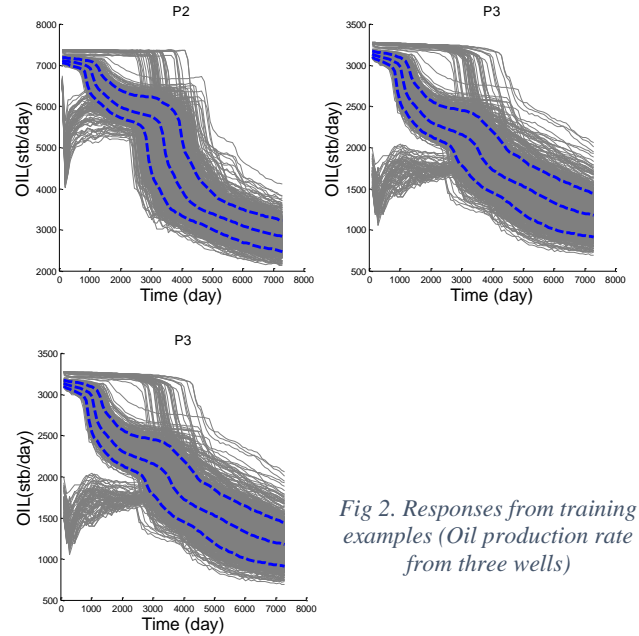 P2
8000
7000
6000
5000
4000
3000
2000
OIL(stb/day)
0 1000 2000 3000 4000 5000 6000 7000 8000
Time (day)
P3
3500
3000
2500
2000
1500
1000
500
OIL(stb/day)
0 1000 2000 3000 4000 5000 6000 7000 8000
Time (day)
P3
3500
3000
2500
2000
1500
1000
500
OIL(stb/day)
0 1000 2000 3000 4000 5000 6000 7000 8000
Time (day)
Fig 2. Responses from training
examples (Oil production rate
from three wells)